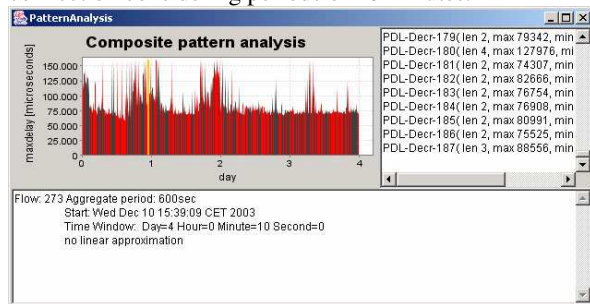 PatternAnalysis
Composite pattern analysis
maxdelay [microseconds]
150.000
125.000
100.000
75.000
50.000
25.000
0
0 1 2 3 4
day
PDL-Decr-179( len 2, max 79342, min
PDL-Decr-180( len 4, max 127976, mi
PDL-Decr-181( len 2, max 74307, min
PDL-Decr-182( len 2, max 82666, min
PDL-Decr-183( len 2, max 76754, min
PDL-Decr-184( len 2, max 76908, min
PDL-Decr-185( len 2, max 80991, min
PDL-Decr-186( len 2, max 75525, min
PDL-Decr-187( len 3, max 88556, min
Flow: 273 Aggregate period: 600sec
Start: Wed Dec 10 15:39:09 CET 2003
Time Window: Day=4 Hour=0 Minute=10 Second=0
no linear approximation